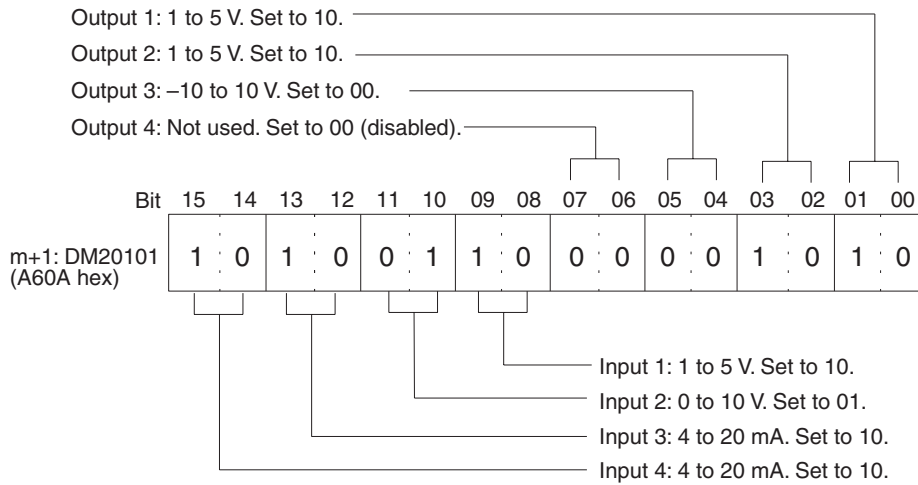 Output 1: 1 to 5 V. Set to 10.
Output 2: 1 to 5 V. Set to 10.
Output 3: –10 to 10 V. Set to 00.
Output 4: Not used. Set to 00 (disabled).
Bit 15 14 13 12 11 10 09 08 07 06 05 04 03 02 01 00
m+1: DM20101 1 0 1 0 0 1 1 0 0 0 0 0 1 0 1 0
(A60A hex)
Input 1: 1 to 5 V. Set to 10.
Input 2: 0 to 10 V. Set to 01.
Input 3: 4 to 20 mA. Set to 10.
Input 4: 4 to 20 mA. Set to 10.